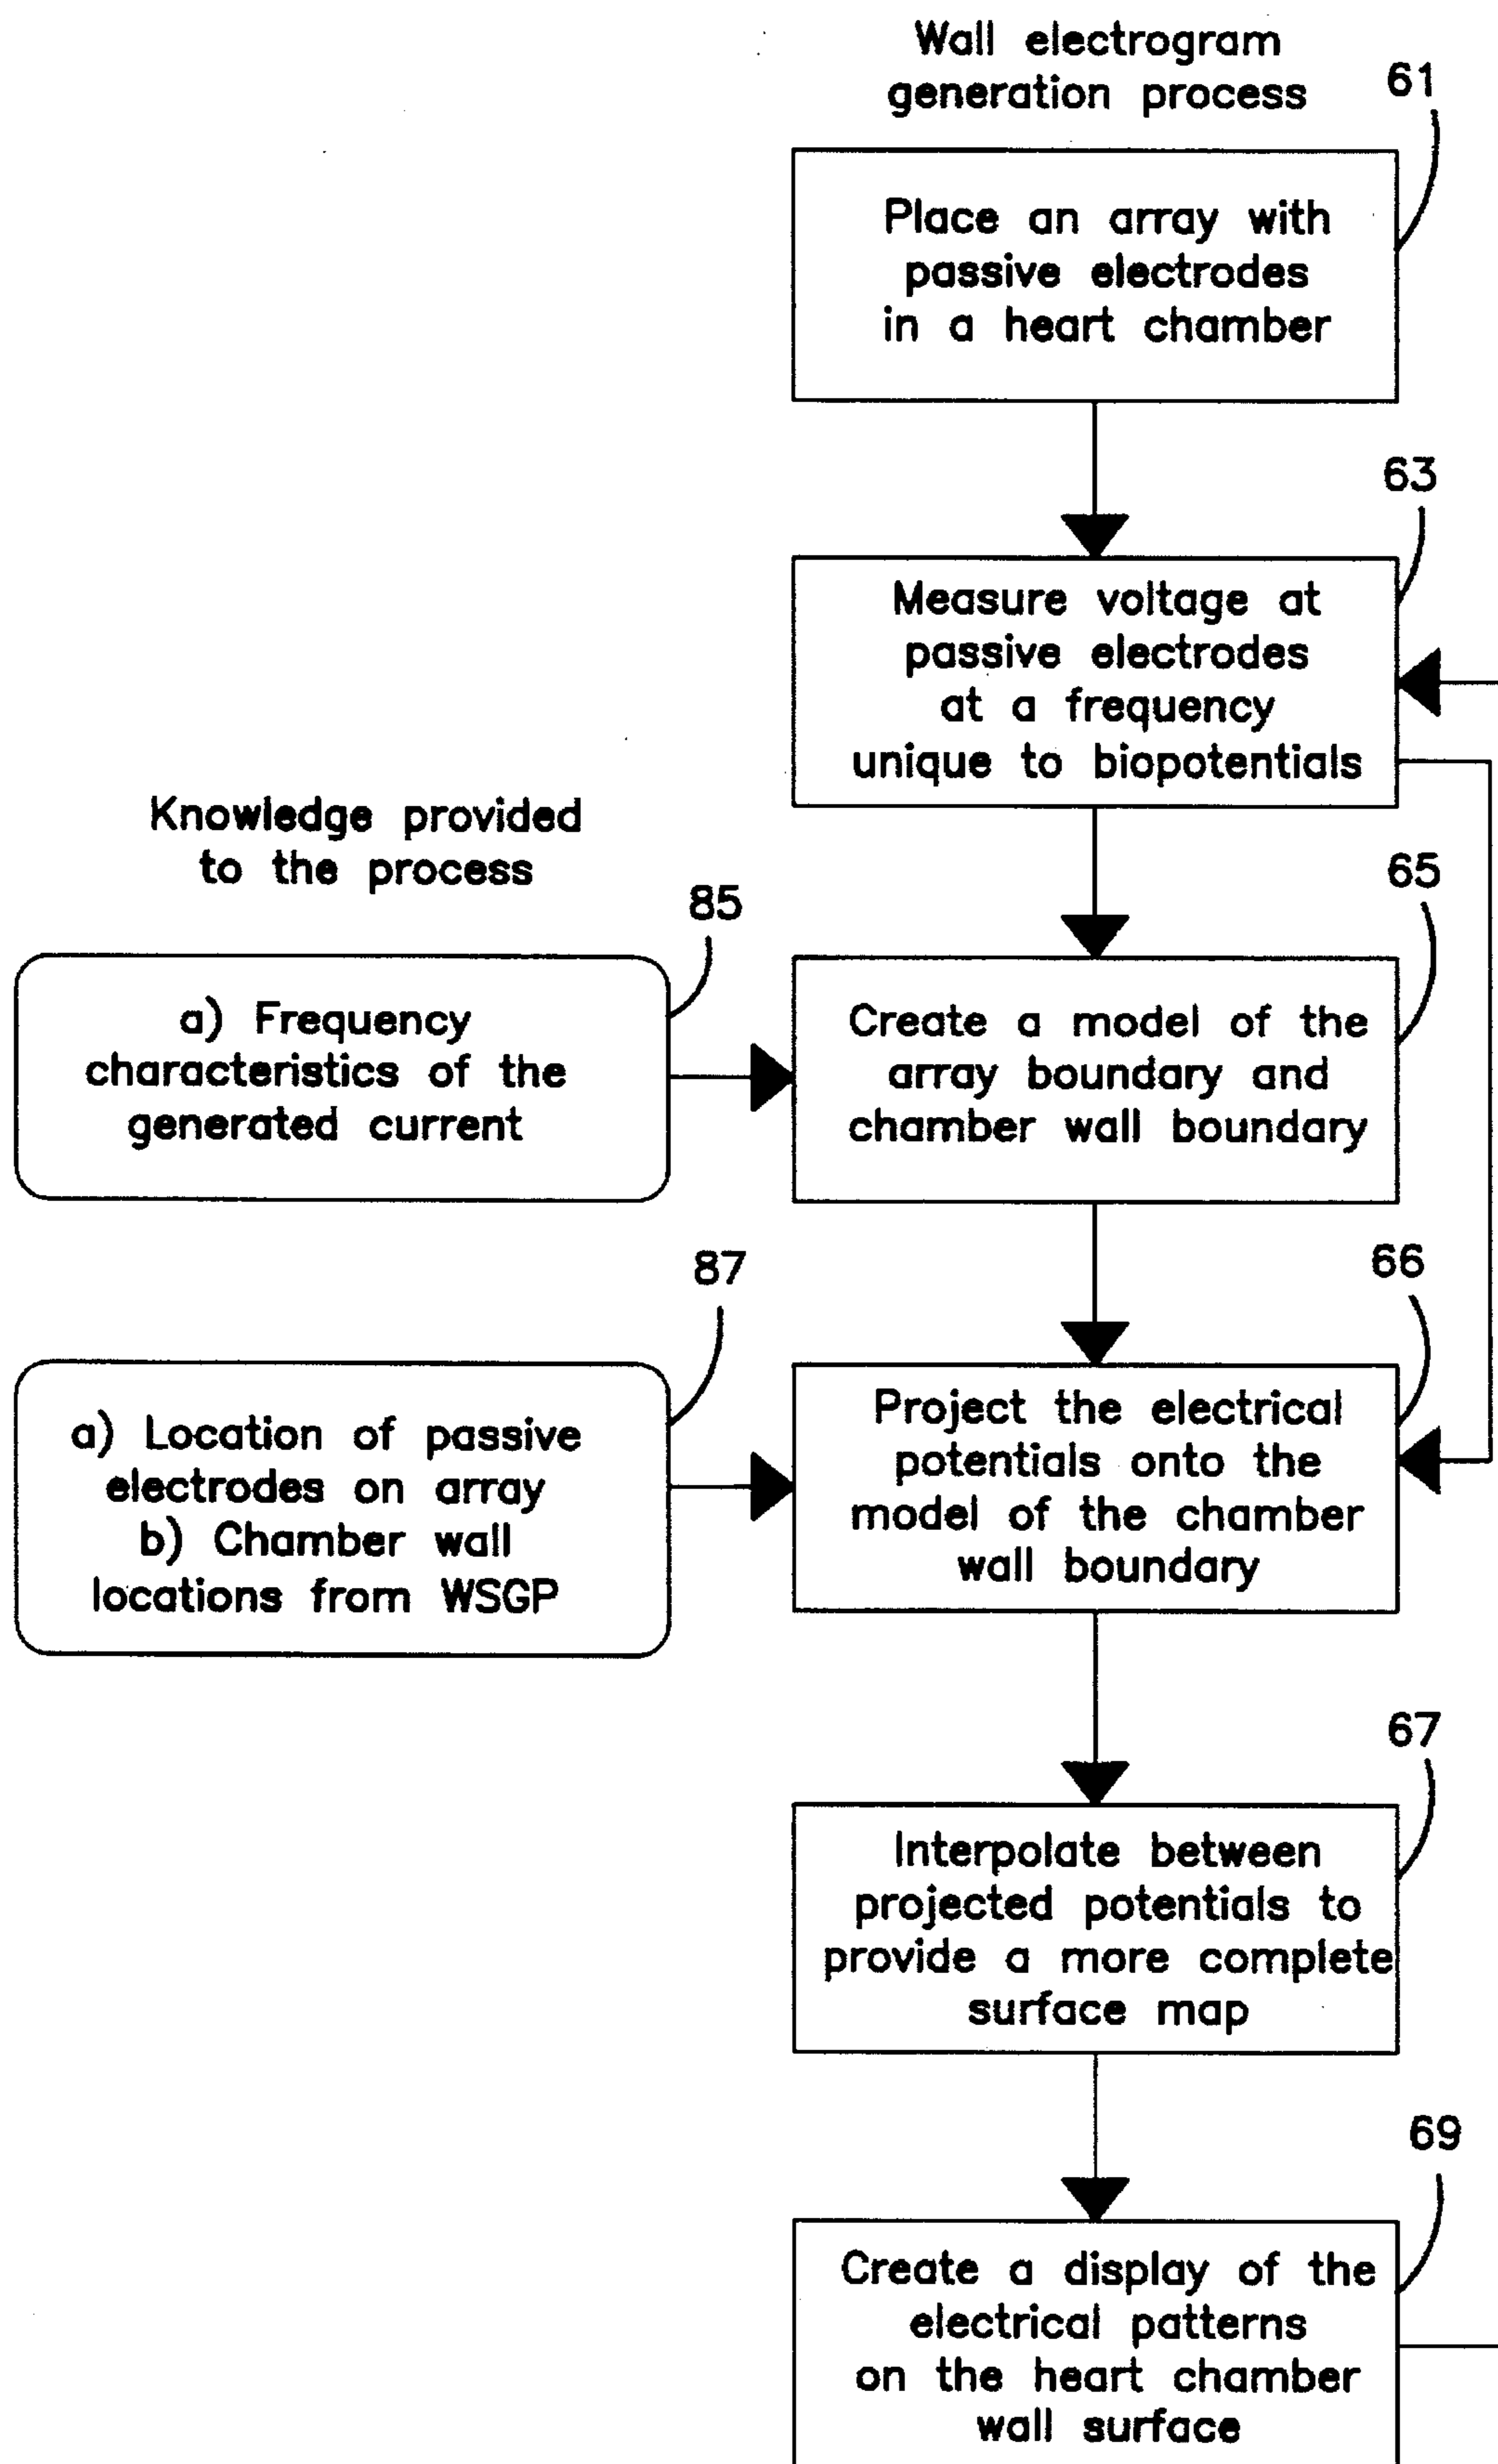 Wall electrogram
generation process
61
Place an array with
passive electrodes
in a heart chamber
63
Measure voltage at
passive electrodes
at a frequency
unique to biopotentials
Knowledge provided
to the process
85
a) Frequency
characteristics of the
generated current
65
Create a model of the
array boundary and
chamber wall boundary
87
a) Location of passive
electrodes on array
b) Chamber wall
locations from WSGP
66
Project the electrical
potentials onto the
model of the chamber
wall boundary
67
Interpolate between
projected potentials to
provide a more complete
surface map
69
Create a display of the
electrical patterns
on the heart chamber
wall surface